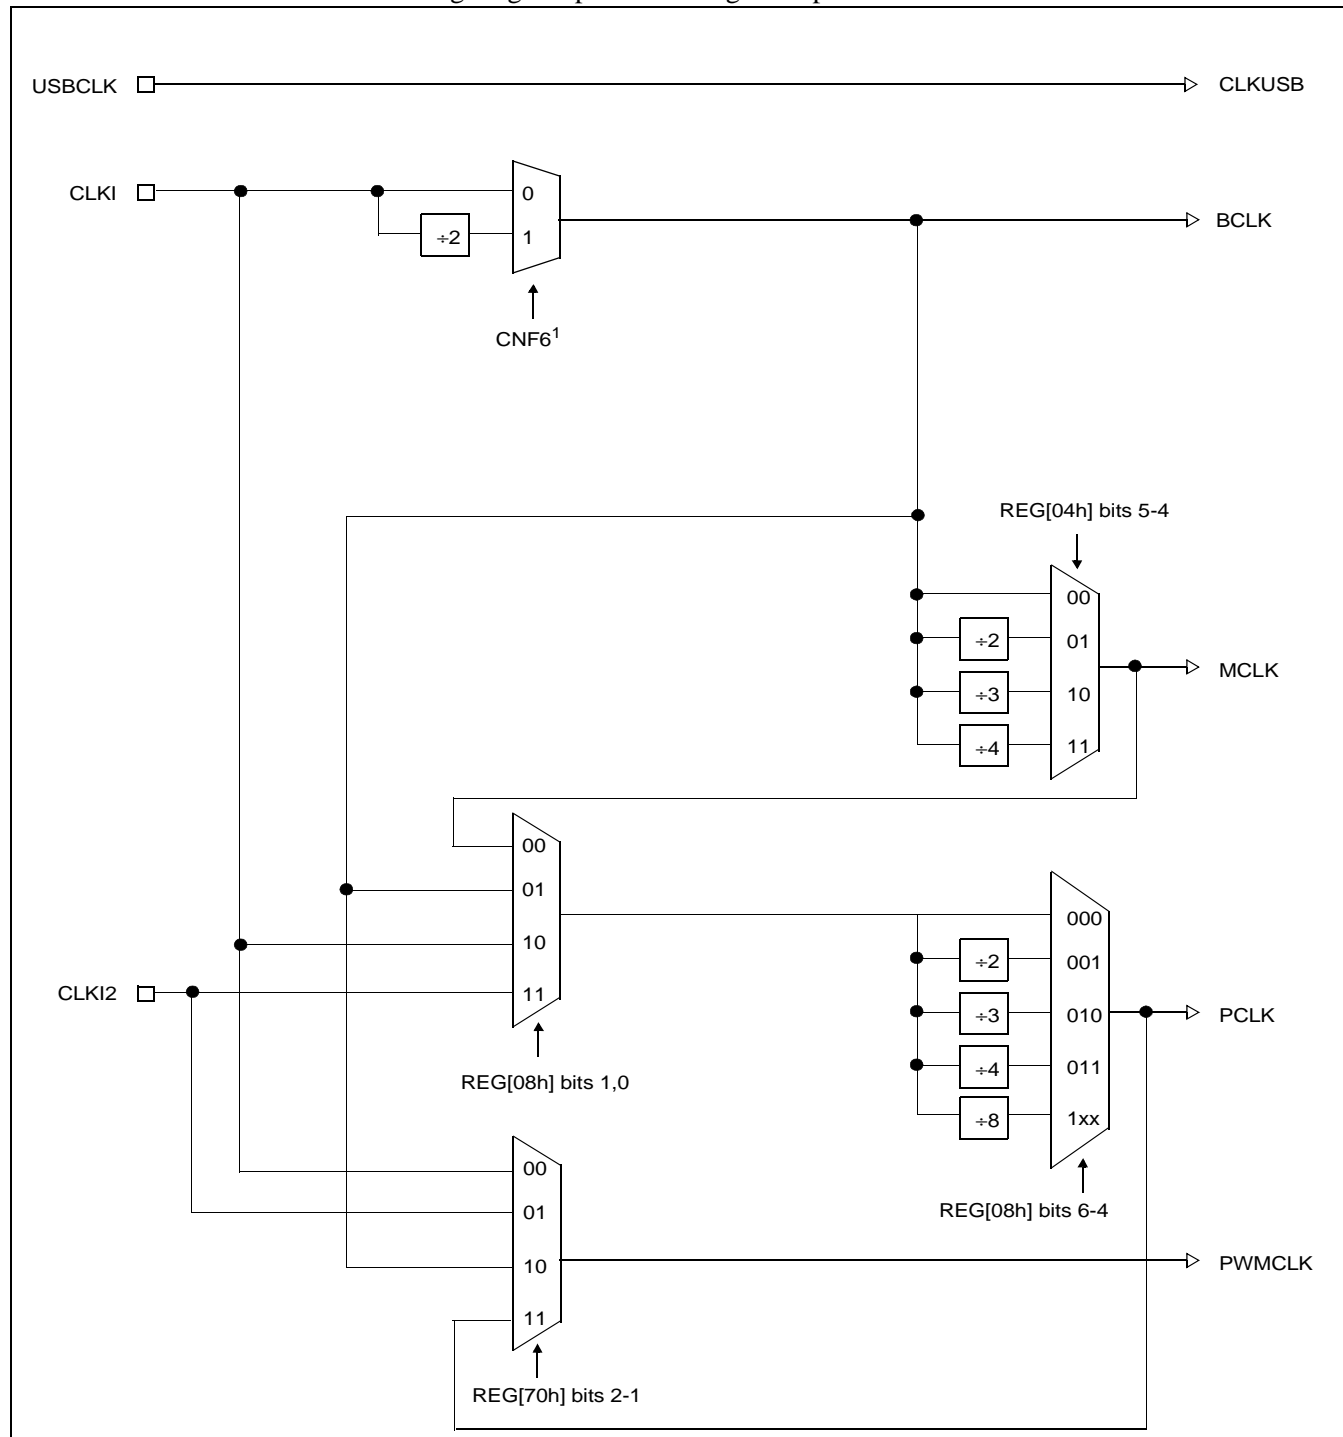 USBCLK
CLKUSB
CLKI
0
÷2
1
BCLK
CNF6¹
REG[04h] bits 5-4
00
÷2
01
MCLK
÷3
10
÷4
11
00
01
000
10
÷2
001
CLKI2
11
÷3
010
PCLK
÷4
011
REG[08h] bits 1,0
÷8
1xx
00
REG[08h] bits 6-4
01
10
PWMCLK
11
REG[70h] bits 2-1